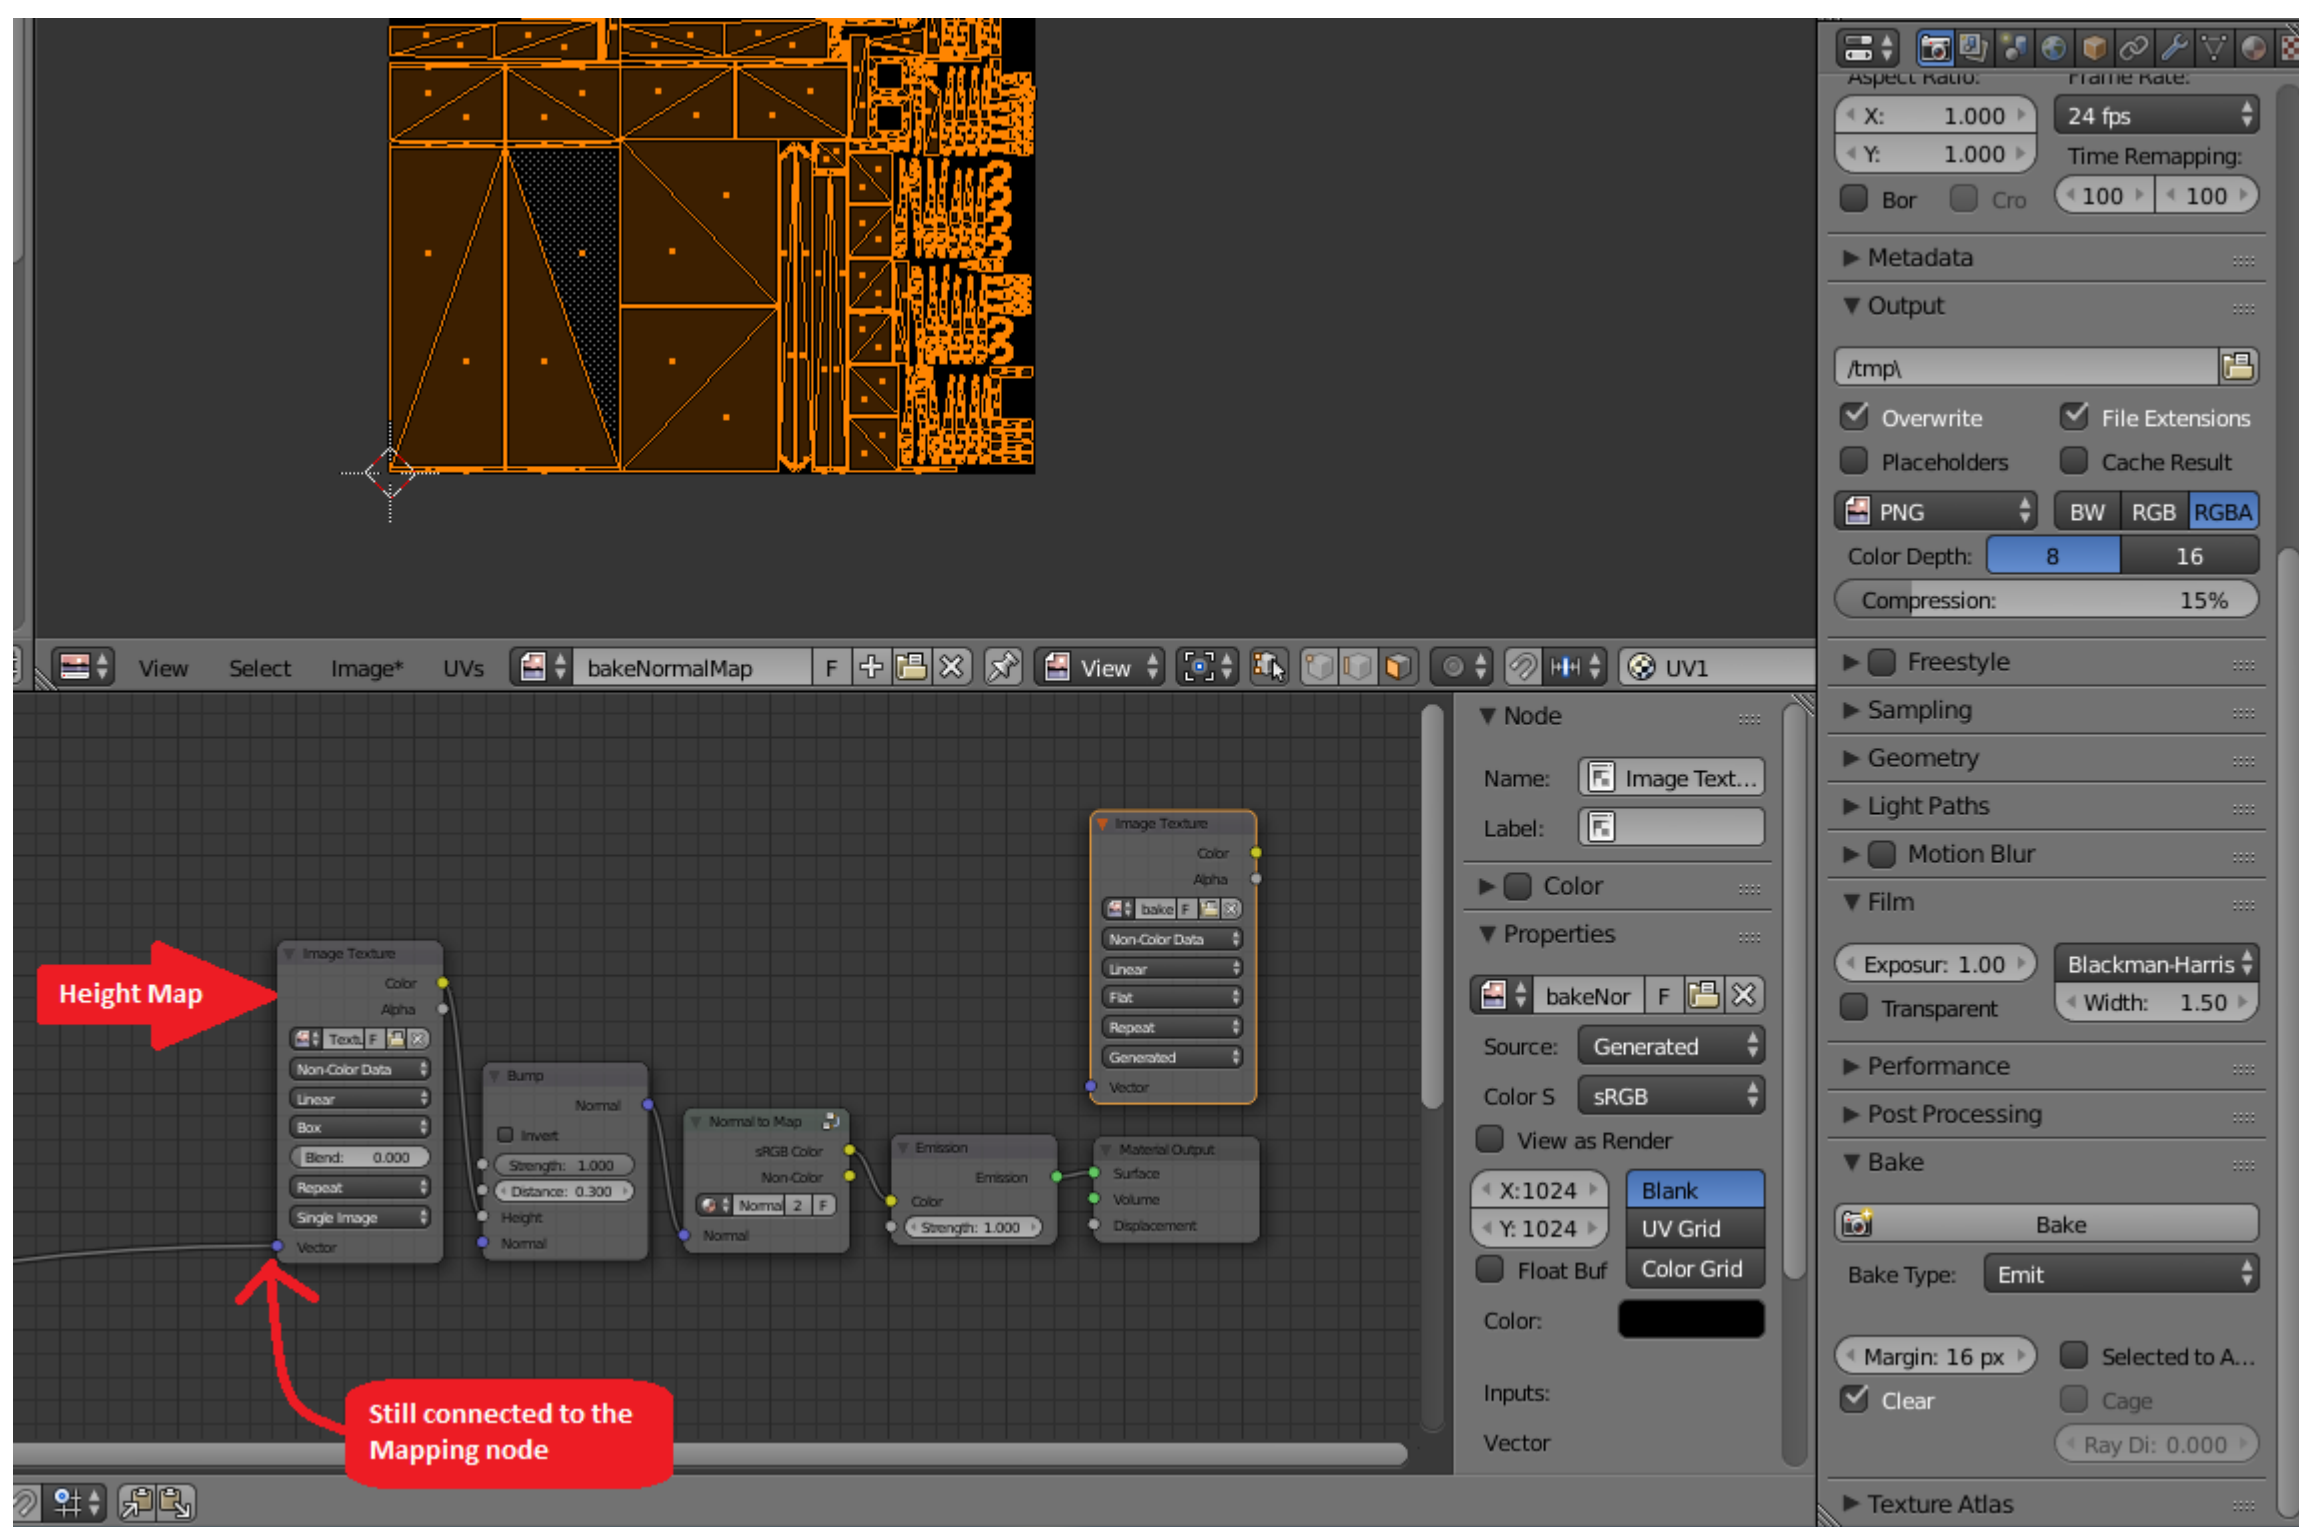 Aspect Ratio:
Frame Rate:
X: 1.000
24 fps
Y: 1.000
Time Remapping:
Bor
Cro
100
100
Metadata
Output
/tmp\
Overwrite
File Extensions
Placeholders
Cache Result
PNG
BW RGB RGBA
Color Depth: 8 16
Compression: 15%
View Select Image* UVs bakeNormalMap F View UV1
Freestyle
Sampling
Geometry
Light Paths
Motion Blur
Film
Exposur: 1.00
Blackman-Harris
Transparent
Width: 1.50
Performance
Post Processing
Bake
Bake
Bake Type: Emit
Margin: 16 px
Selected to A...
Clear
Cage
Ray Di: 0.000
Texture Atlas
Node
Name: Image Text...
Label:
Color
Properties
bakeNor F
Source: Generated
Color S sRGB
View as Render
X:1024
Blank
Y: 1024
UV Grid
Float Buf
Color Grid
Color:
Inputs:
Vector
Height Map
Image Texture
Color
Alpha
Text F
Non-Color Data
Linear
Box
Blend: 0.000
Repeat
Single Image
Vector
Bump
Normal
Invert
Strength: 1.000
Distance: 0.300
Height
Normal
Normal to Map
sRGB Color
Non-Color
Normal 2 F
Normal
Emission
Emission
Color
Strength: 1.000
Image Texture
Color
Alpha
bake F
Non-Color Data
Linear
Flat
Repeat
Generated
Vector
Material Output
Surface
Volume
Displacement
Still connected to the
Mapping node